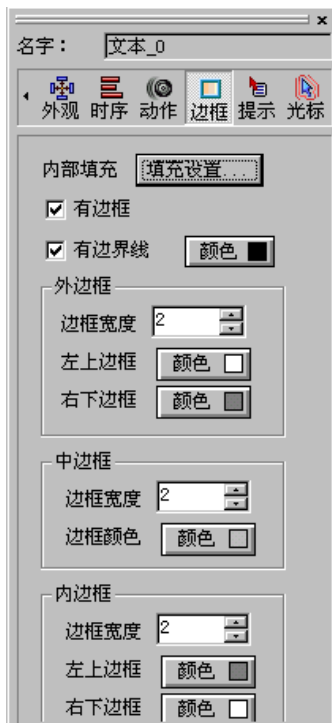 名字： 文本_0
外观 时序 动作 边框 提示 光标
内部填充 填充设置...
有边框
有边界线 颜色
外边框
边框宽度 2
左上边框 颜色
右下边框 颜色
中边框
边框宽度 2
边框颜色 颜色
内边框
边框宽度 2
左上边框 颜色
右下边框 颜色